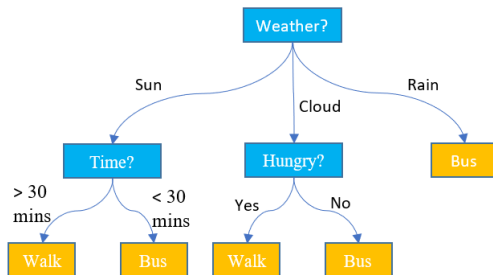 Weather?
Sun
Cloud
Rain
Time?
Hungry?
Bus
> 30
mins
< 30
mins
Yes
No
Walk
Bus
Walk
Bus